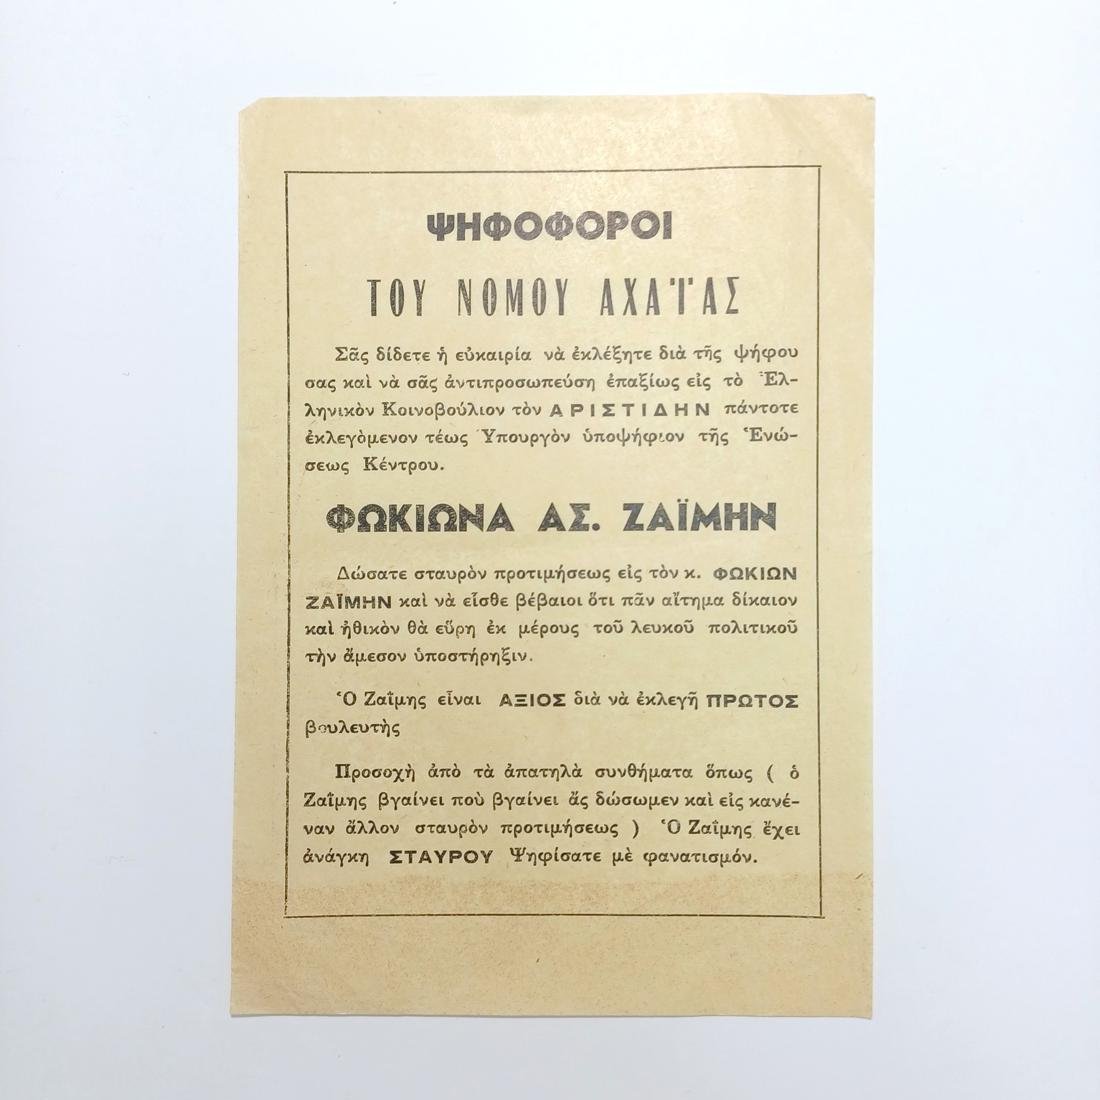 ΨΗΦΟΦΟΡΟΙ
ΤΟΥ ΝΟΜΟΥ ΑΧΑΪΑΣ
Σᾶς δίδετε ἡ εὐκαιρία νὰ ἐκλέξητε διὰ τῆς ψήφου
σας καὶ νὰ σᾶς ἀντιπροσωπεύση ἐπαξίως εἰς τὸ Ἑλ-
ληνικὸν Κοινοβούλιον τὸν ΑΡΙΣΤΙΔΗΝ πάντοτε
ἐκλεγὸμενον τέως Ὑπουργὸν ὑποψήφιον τῆς Ἑνώ-
σεως Κέντρου.
ΦΩΚΙΩΝΑ ΑΣ. ΖΑΪΜΗΝ
Δώσατε σταυρὸν προτιμήσεως εἰς τὸν κ. ΦΩΚΙΩΝ
ΖΑΪΜΗΝ καὶ νὰ εἶσθε βέβαιοι ὅτι πᾶν αἴτημα δίκαιον
καὶ ἠθικὸν θὰ εὕρη ἐκ μέρους τοῦ λευκοῦ πολιτικοῦ
τὴν ἄμεσον ὑποστήρηξιν.
Ὁ Ζαΐμης εἶναι ΑΞΙΟΣ διὰ νὰ ἐκλεγῆ ΠΡΩΤΟΣ
βουλευτὴς
Προσοχὴ ἀπὸ τὰ ἀπατηλὰ συνθήματα ὅπως ( ὁ
Ζαΐμης βγαίνει ποὺ βγαίνει ἄς δώσωμεν καὶ εἰς κανέ-
ναν ἄλλον σταυρὸν προτιμήσεως ) Ὁ Ζαΐμης ἔχει
ἀνάγκη ΣΤΑΥΡΟΥ Ψηφίσατε μὲ φανατισμόν.